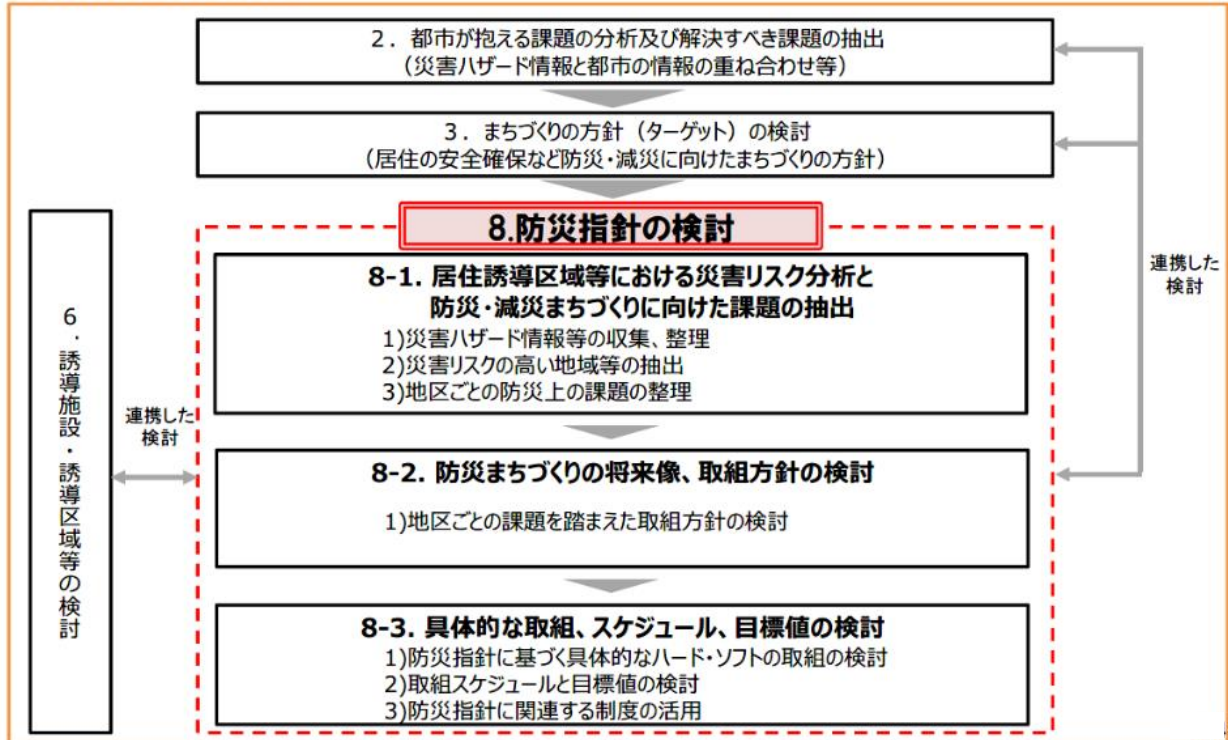 2．都市が抱える課題の分析及び解決すべき課題の抽出
（災害ハザード情報と都市の情報の重ね合わせ等）
3．まちづくりの方針（ターゲット）の検討
（居住の安全確保など防災・減災に向けたまちづくりの方針）
8.防災指針の検討
8-1. 居住誘導区域等における災害リスク分析と
防災・減災まちづくりに向けた課題の抽出
1)災害ハザード情報等の収集、整理
2)災害リスクの高い地域等の抽出
3)地区ごとの防災上の課題の整理
8-2. 防災まちづくりの将来像、取組方針の検討
1)地区ごとの課題を踏まえた取組方針の検討
8-3. 具体的な取組、スケジュール、目標値の検討
1)防災指針に基づく具体的なハード・ソフトの取組の検討
2)取組スケジュールと目標値の検討
3)防災指針に関連する制度の活用
6．誘導施設・誘導区域等の検討
連携した
検討
連携した
検討